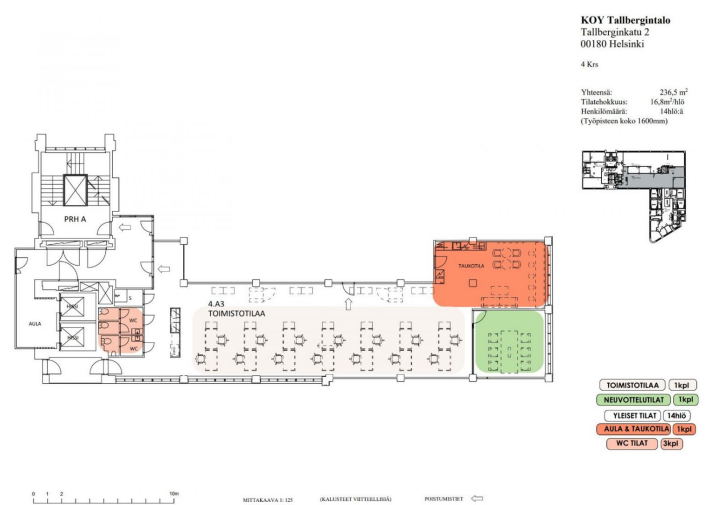 KOY Tallbergintalo
Tallberginkatu 2
00180 Helsinki
4 Krs
Yhteensä: 236,5 m²
Tilatehokkuus: 16,8m²/hlö
Henkilömäärä: 14hlö:ä
(Työpisteen koko 1600mm)
PRH A
TAUKOTILA
4.A3
TOIMISTOTILAA
AULA
HISSI
HISSI
S
WC
WC
TOIMISTOTILAA 1kpl
NEUVOTTELUTILAT 1kpl
YLEISET TILAT 14hlö
AULA & TAUKOTILA 1kpl
WC TILAT 3kpl
0 1 2 10m
MITTAKAAVA 1: 125 (KALUSTEET VIITTEELLISIÄ) POISTUMISTIET